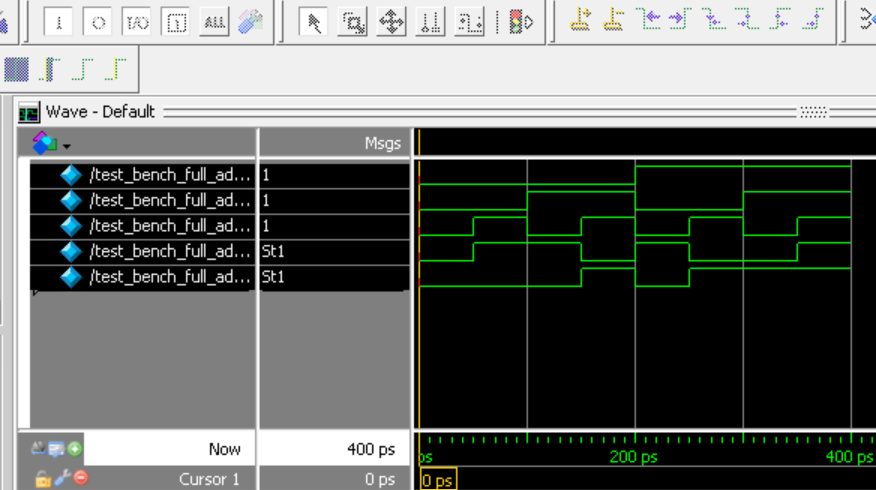 I O I/O ALL
Wave - Default
Msgs
/test_bench_full_ad... 1
/test_bench_full_ad... 1
/test_bench_full_ad... 1
/test_bench_full_ad... St1
/test_bench_full_ad... St1
Now 400 ps ps 200 ps 400 ps
Cursor 1 0 ps 0 ps